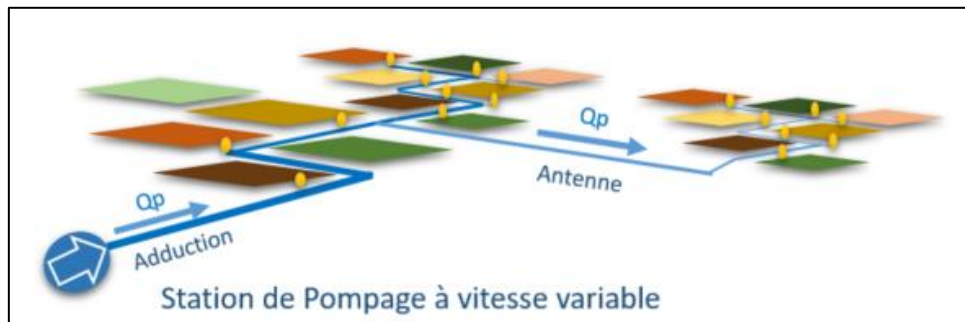 Qp
Antenne
Qp
Adduction
Station de Pompage à vitesse variable